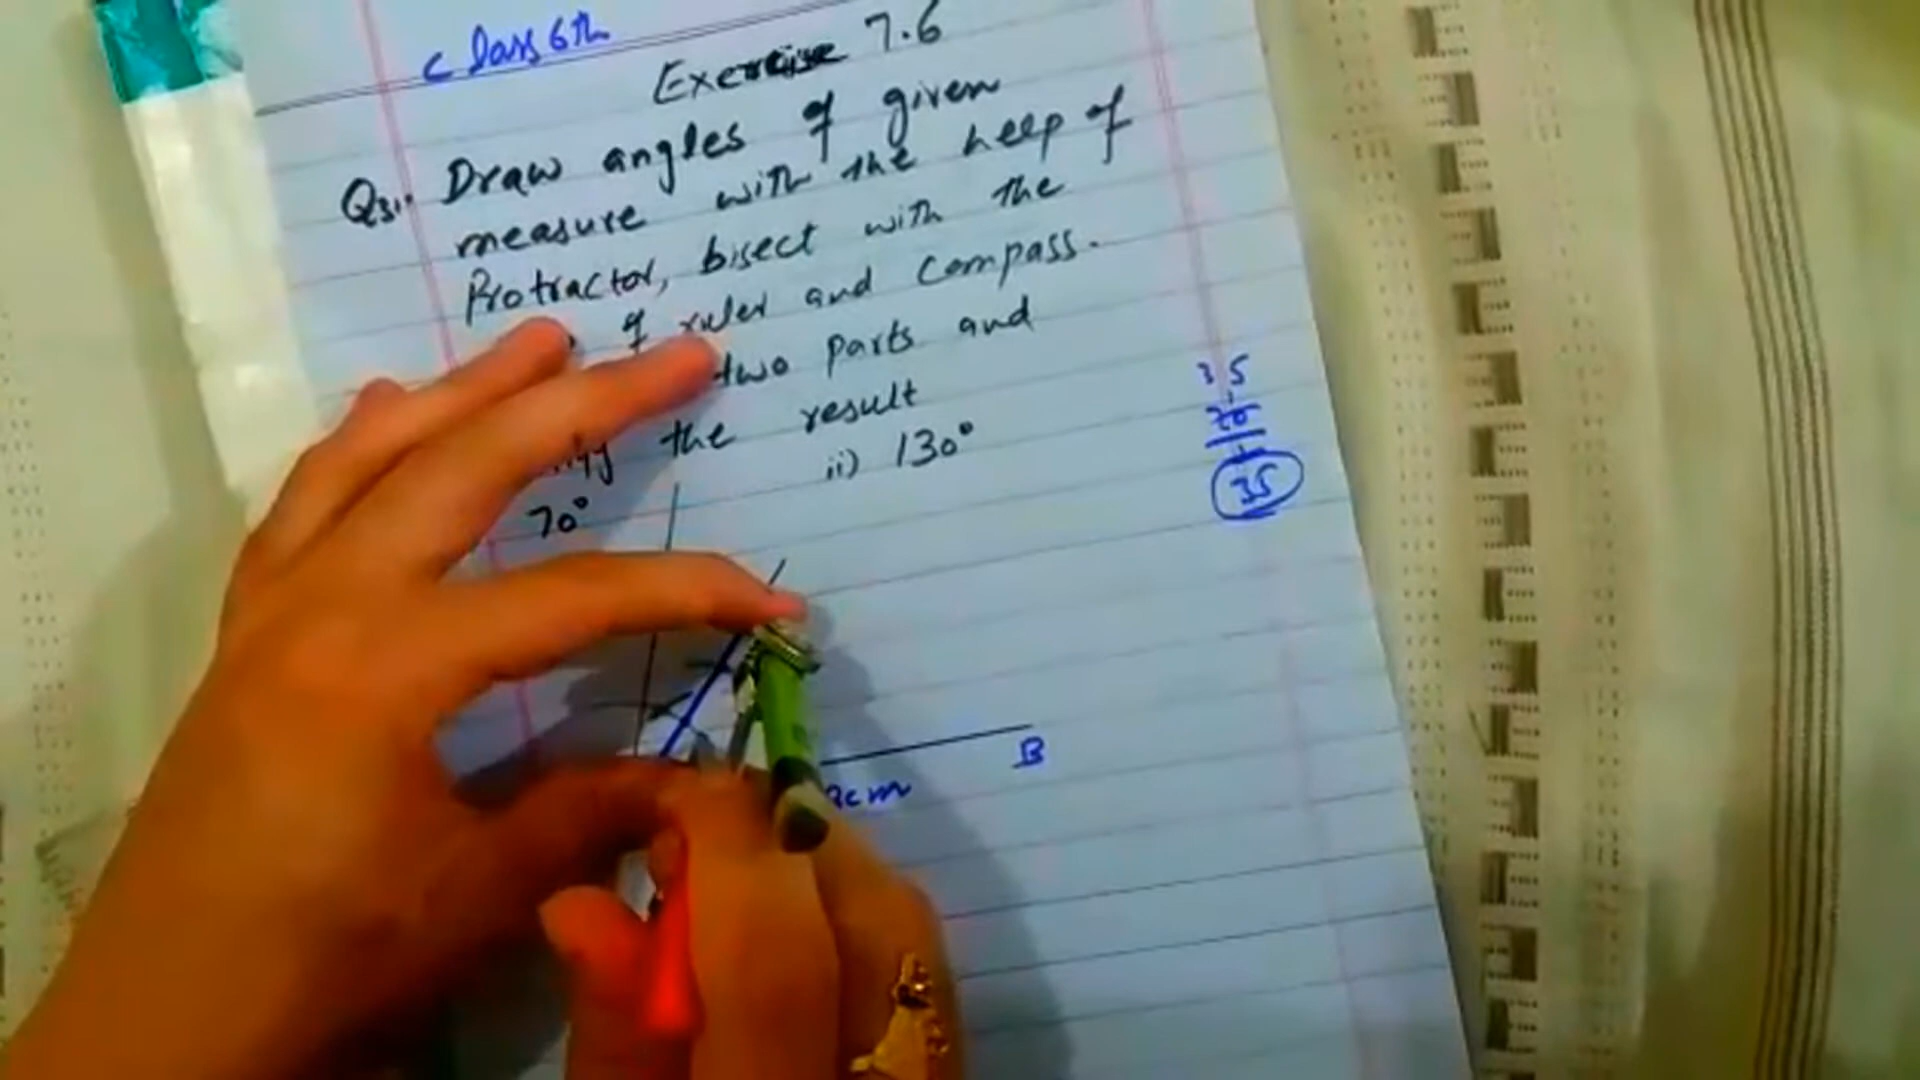 Class 6th
Exercise 7.6
Q3:. Draw angles of given
measure with the help of
Protractor, bisect with the
of ruler and compass.
two parts and
the result
70° ii) 130°
35
35
B
cm